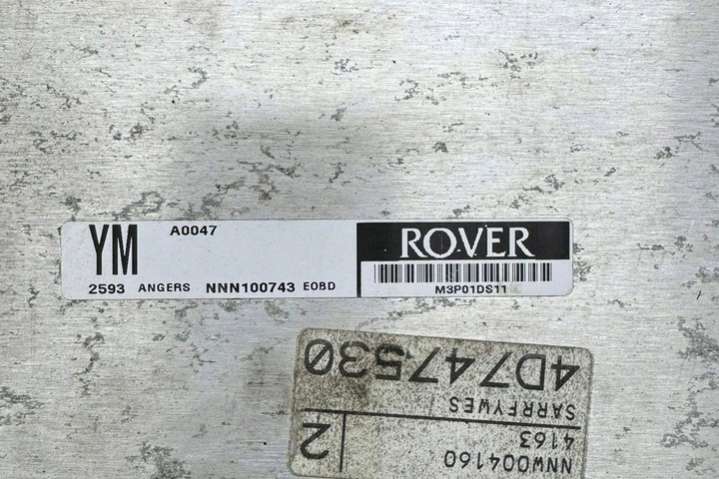 YM A0047
2593 ANGERS NNN100743 EOBD
ROVER
M3P01DS11
NNW004160
4163
2
SARRFYWES
4D747530